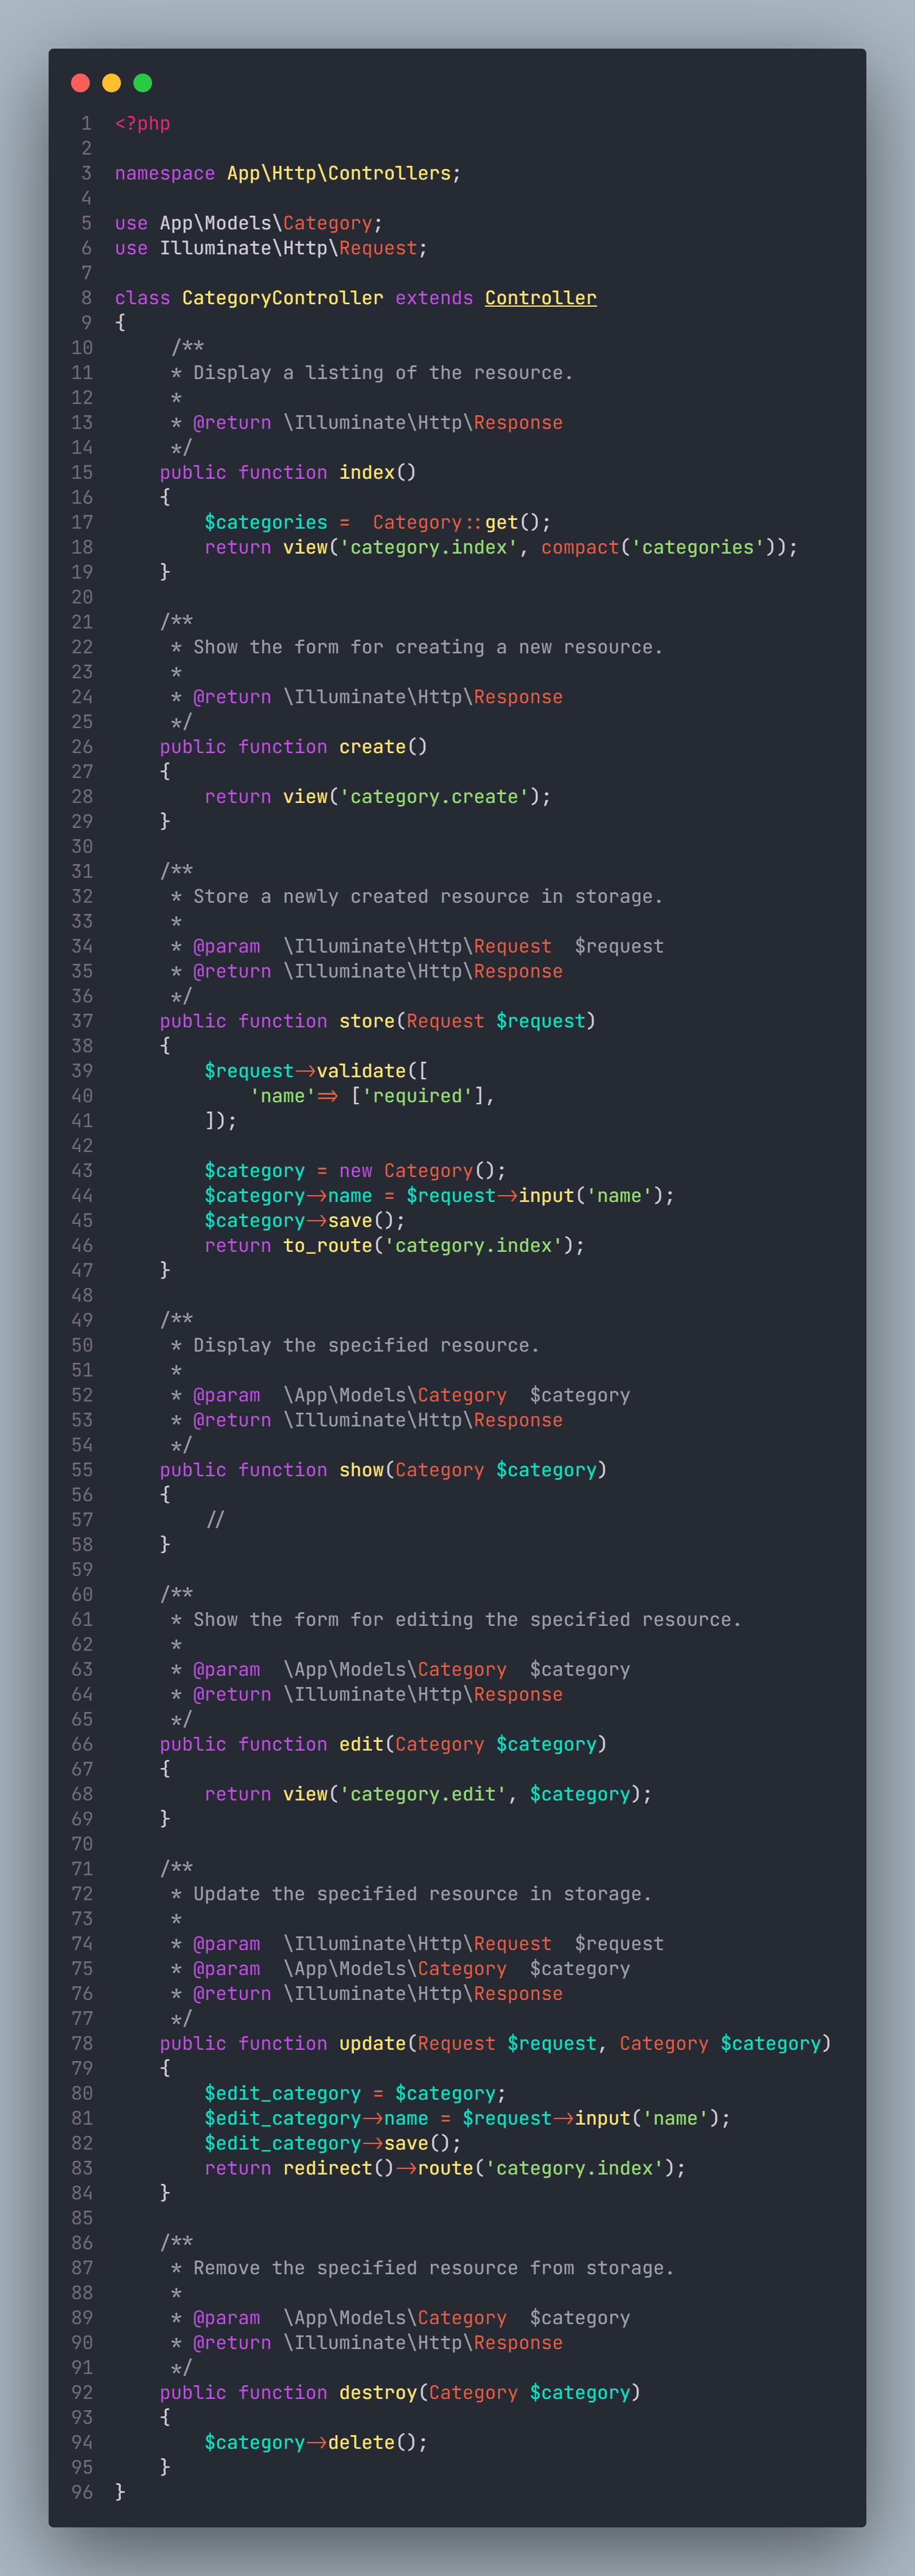 1 <?php
2
3 namespace App\Http\Controllers;
4
5 use App\Models\Category;
6 use Illuminate\Http\Request;
7
8 class CategoryController extends Controller
9 {
10      /**
11      * Display a listing of the resource.
12      *
13      * @return \Illuminate\Http\Response
14      */
15     public function index()
16     {
17         $categories =  Category::get();
18         return view('category.index', compact('categories'));
19     }
20
21     /**
22      * Show the form for creating a new resource.
23      *
24      * @return \Illuminate\Http\Response
25      */
26     public function create()
27     {
28         return view('category.create');
29     }
30
31     /**
32      * Store a newly created resource in storage.
33      *
34      * @param  \Illuminate\Http\Request  $request
35      * @return \Illuminate\Http\Response
36      */
37     public function store(Request $request)
38     {
39         $request->validate([
40             'name'=> ['required'],
41         ]);
42
43         $category = new Category();
44         $category->name = $request->input('name');
45         $category->save();
46         return to_route('category.index');
47     }
48
49     /**
50      * Display the specified resource.
51      *
52      * @param  \App\Models\Category  $category
53      * @return \Illuminate\Http\Response
54      */
55     public function show(Category $category)
56     {
57         //
58     }
59
60     /**
61      * Show the form for editing the specified resource.
62      *
63      * @param  \App\Models\Category  $category
64      * @return \Illuminate\Http\Response
65      */
66     public function edit(Category $category)
67     {
68         return view('category.edit', $category);
69     }
70
71     /**
72      * Update the specified resource in storage.
73      *
74      * @param  \Illuminate\Http\Request  $request
75      * @param  \App\Models\Category  $category
76      * @return \Illuminate\Http\Response
77      */
78     public function update(Request $request, Category $category)
79     {
80         $edit_category = $category;
81         $edit_category->name = $request->input('name');
82         $edit_category->save();
83         return redirect()->route('category.index');
84     }
85
86     /**
87      * Remove the specified resource from storage.
88      *
89      * @param  \App\Models\Category  $category
90      * @return \Illuminate\Http\Response
91      */
92     public function destroy(Category $category)
93     {
94         $category->delete();
95     }
96 }